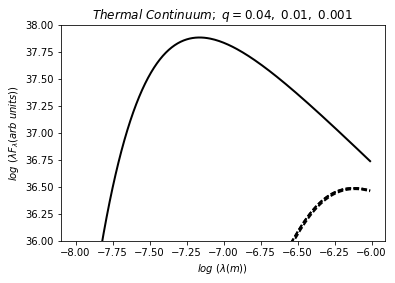 Thermal Continuum; q = 0.04, 0.01, 0.001
38.00
37.75
37.50
37.25
37.00
36.75
36.50
36.25
36.00
log (λF_λ(arb units))
−8.00 −7.75 −7.50 −7.25 −7.00 −6.75 −6.50 −6.25 −6.00
log (λ(m))